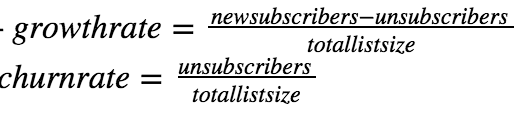 - growthrate = newsubscribers−unsubscribers / totallistsize
churnrate = unsubscribers / totallistsize